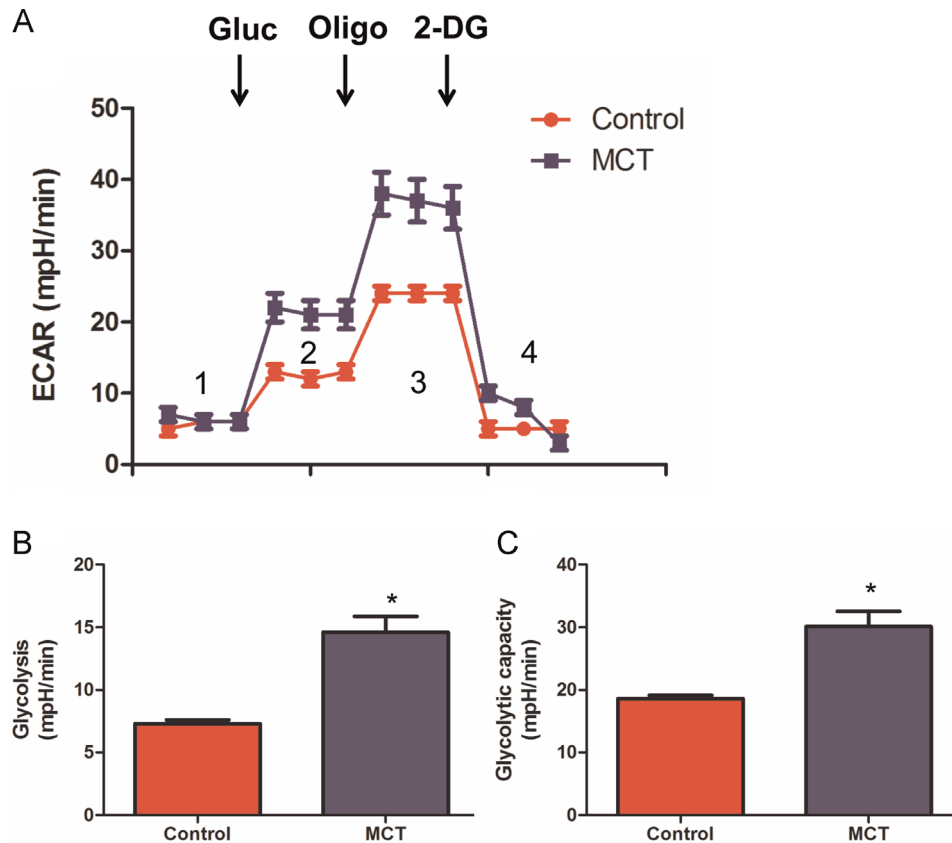 A
Gluc Oligo 2-DG
50
40
30
20
10
0
ECAR (mpH/min)
Control
MCT
1
2
3
4
B
20
15
10
5
0
Glycolysis
(mpH/min)
*
Control MCT
C
40
30
20
10
0
Glycolytic capacity
(mpH/min)
*
Control MCT